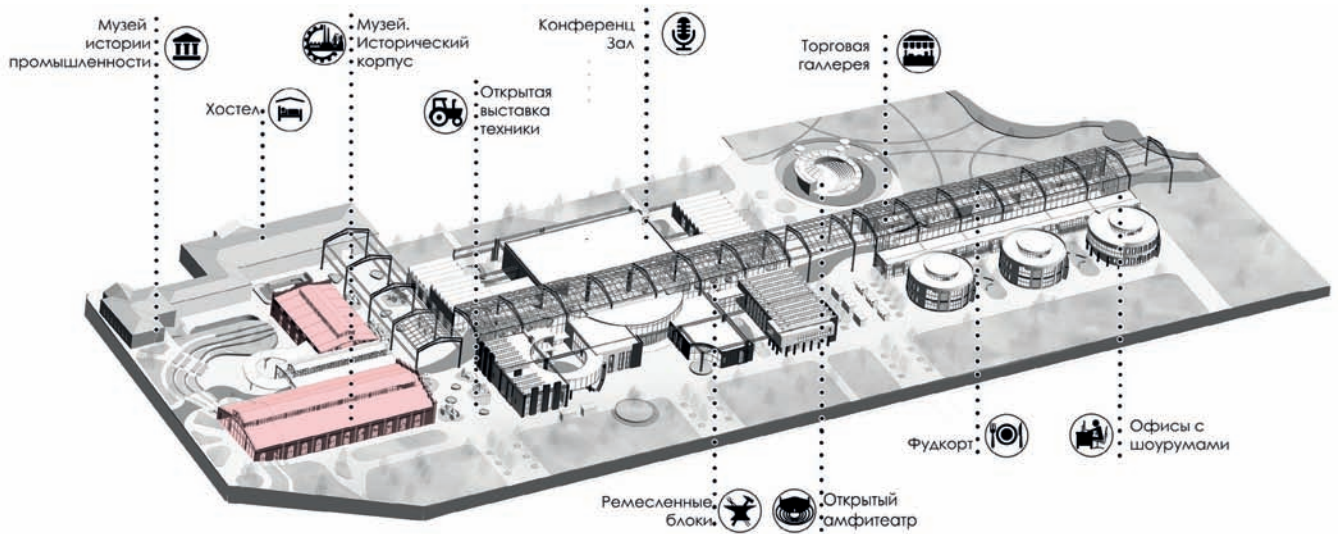 Музей
истории
промышленности
Хостел
Музей.
Исторический
корпус
Открытая
выставка
техники
Конференц
Зал
Торговая
галлерея
Ремесленные
блоки
Открытый
амфитеатр
Фудкорт
Офисы с
шоурумами